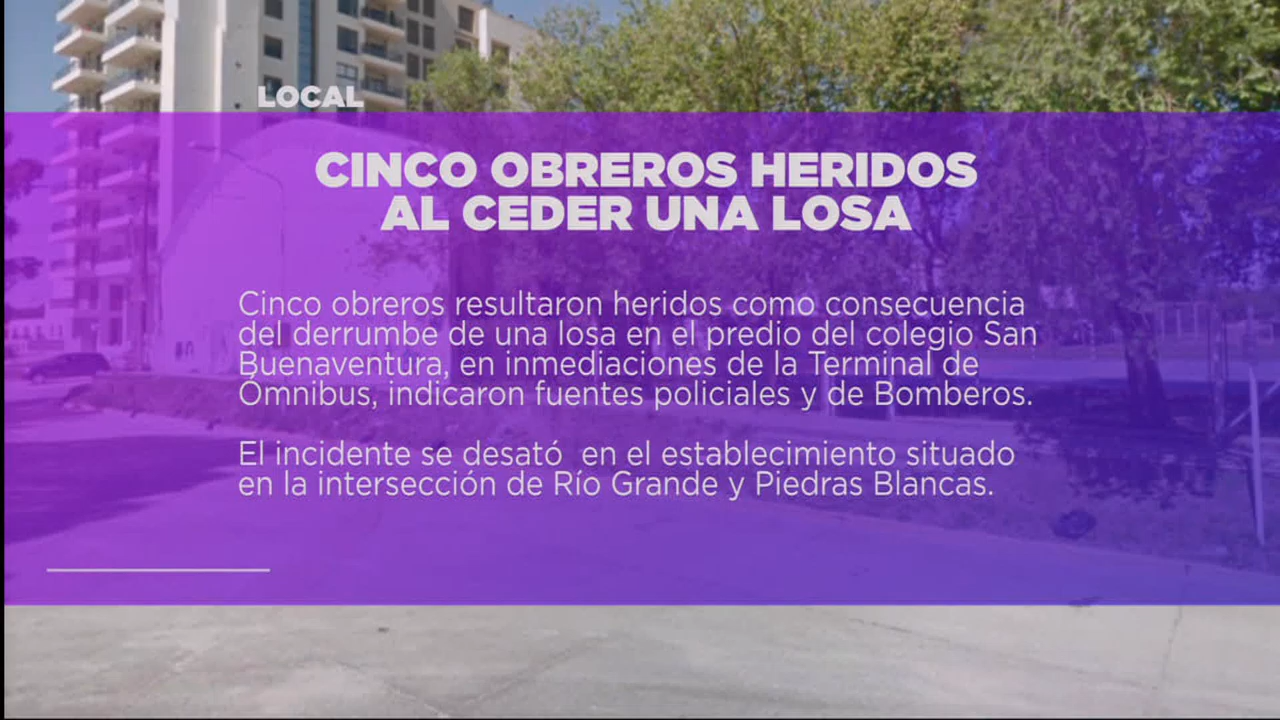 LOCAL
CINCO OBREROS HERIDOS
AL CEDER UNA LOSA
Cinco obreros resultaron heridos como consecuencia
del derrumbe de una losa en el predio del colegio San
Buenaventura, en inmediaciones de la Terminal de
Ómnibus, indicaron fuentes policiales y de Bomberos.
El incidente se desató  en el establecimiento situado
en la intersección de Río Grande y Piedras Blancas.